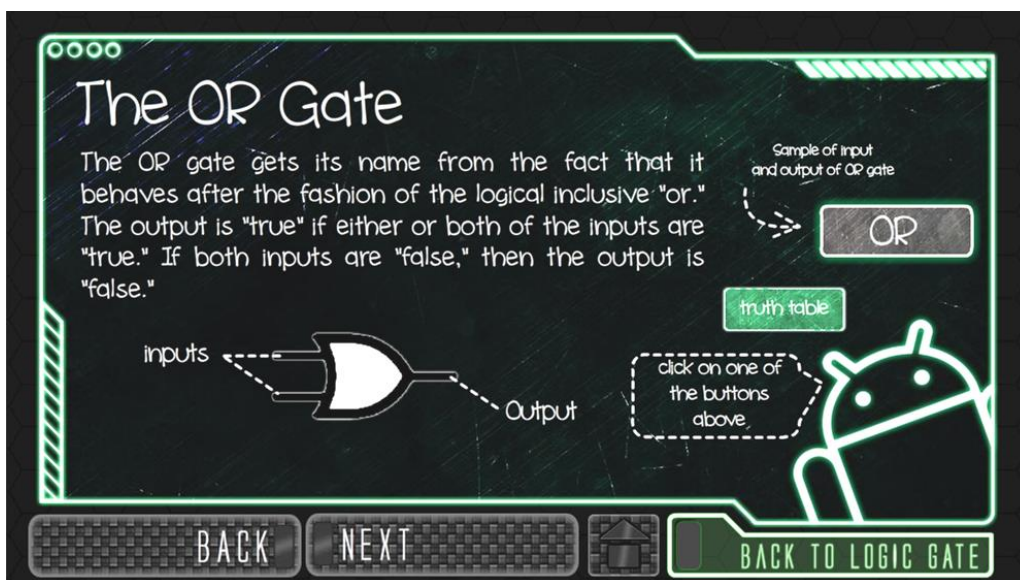 The OR Gate
The OR gate gets its name from the fact that it
behaves after the fashion of the logical inclusive "or."
The output is "true" if either or both of the inputs are
"true." If both inputs are "false," then the output is
"false."
Sample of input
and output of OR gate
OR
truth table
inputs
Output
click on one of
the buttons
above
BACK
NEXT
BACK TO LOGIC GATE